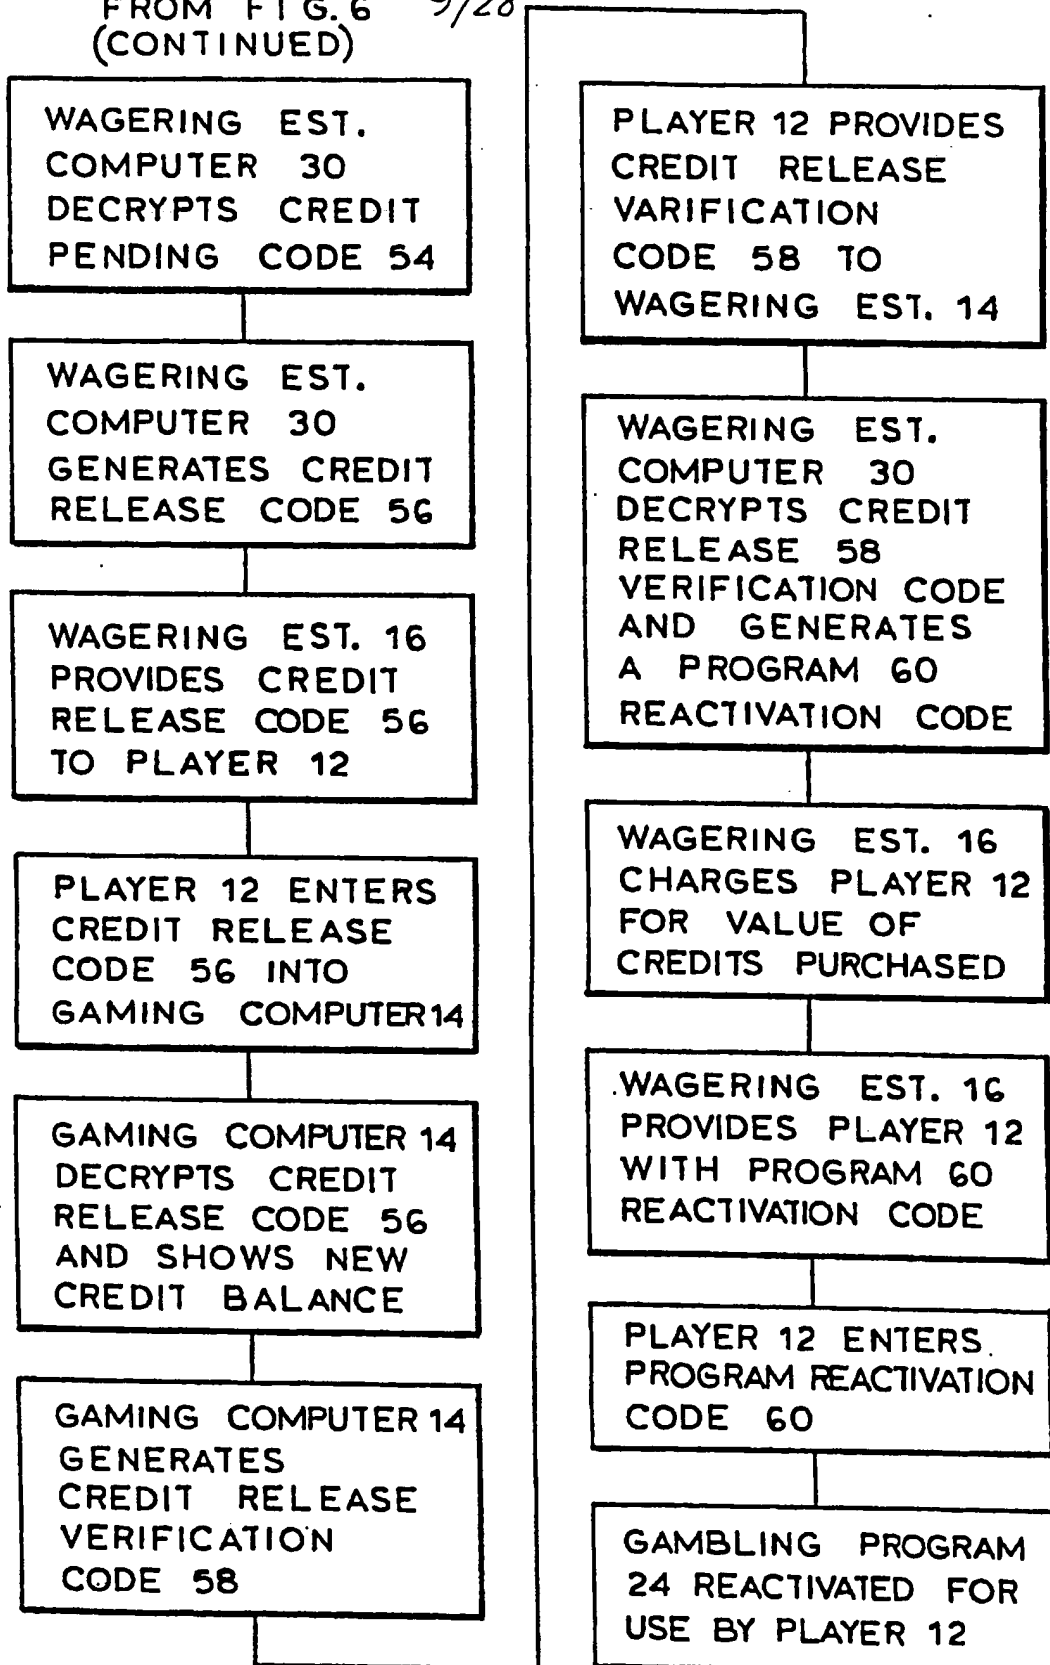 FROM FIG.6 9/28
(CONTINUED)
WAGERING EST.
COMPUTER 30
DECRYPTS CREDIT
PENDING CODE 54
WAGERING EST.
COMPUTER 30
GENERATES CREDIT
RELEASE CODE 56
WAGERING EST. 16
PROVIDES CREDIT
RELEASE CODE 56
TO PLAYER 12
PLAYER 12 ENTERS
CREDIT RELEASE
CODE 56 INTO
GAMING COMPUTER 14
GAMING COMPUTER 14
DECRYPTS CREDIT
RELEASE CODE 56
AND SHOWS NEW
CREDIT BALANCE
GAMING COMPUTER 14
GENERATES
CREDIT RELEASE
VERIFICATION
CODE 58
PLAYER 12 PROVIDES
CREDIT RELEASE
VARIFICATION
CODE 58 TO
WAGERING EST. 14
WAGERING EST.
COMPUTER 30
DECRYPTS CREDIT
RELEASE 58
VERIFICATION CODE
AND GENERATES
A PROGRAM 60
REACTIVATION CODE
WAGERING EST. 16
CHARGES PLAYER 12
FOR VALUE OF
CREDITS PURCHASED
WAGERING EST. 16
PROVIDES PLAYER 12
WITH PROGRAM 60
REACTIVATION CODE
PLAYER 12 ENTERS
PROGRAM REACTIVATION
CODE 60
GAMBLING PROGRAM
24 REACTIVATED FOR
USE BY PLAYER 12